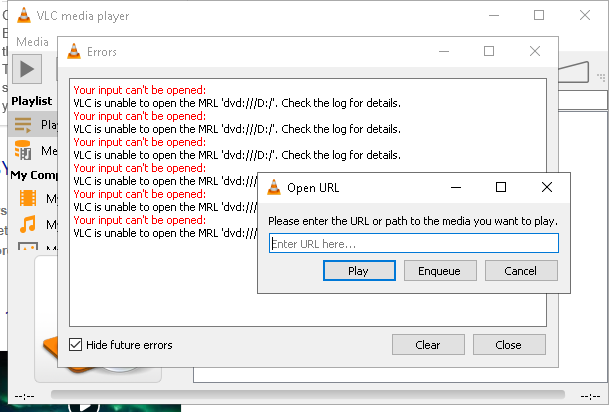 VLC media player
Media
Errors
Your input can't be opened:
VLC is unable to open the MRL 'dvd:///D:/'. Check the log for details.
Your input can't be opened:
VLC is unable to open the MRL 'dvd:///D:/'. Check the log for details.
Your input can't be opened:
VLC is unable to open the MRL 'dvd:///D:/'. Check the log for details.
Your input can't be opened:
VLC is unable to open the MRL 'dvd:///
Your input can't be opened:
VLC is unable to open the MRL 'dvd:///
Your input can't be opened:
VLC is unable to open the MRL 'dvd:///
Hide future errors
Clear
Close
Open URL
Please enter the URL or path to the media you want to play.
Enter URL here...
Play
Enqueue
Cancel
Playlist
Play
Me
My Comp
My
My
My
--:--
--:--